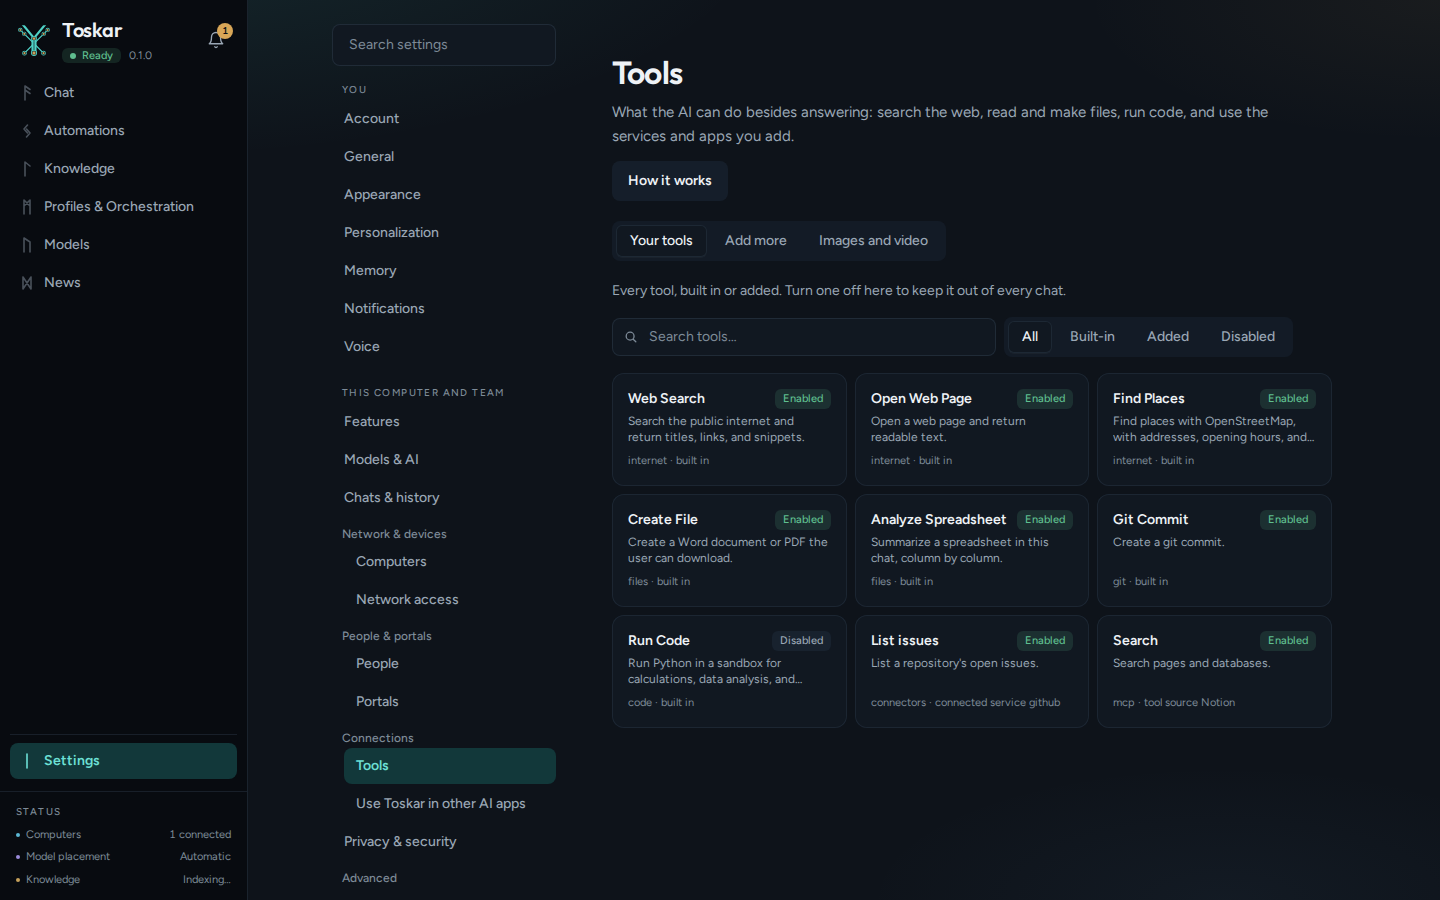 Toskar
Ready 0.1.0
1
Chat
Automations
Knowledge
Profiles & Orchestration
Models
News
Settings
STATUS
Computers 1 connected
Model placement Automatic
Knowledge Indexing…
Search settings
YOU
Account
General
Appearance
Personalization
Memory
Notifications
Voice
THIS COMPUTER AND TEAM
Features
Models & AI
Chats & history
Network & devices
Computers
Network access
People & portals
People
Portals
Connections
Tools
Use Toskar in other AI apps
Privacy & security
Advanced
Tools
What the AI can do besides answering: search the web, read and make files, run code, and use the
services and apps you add.
How it works
Your tools Add more Images and video
Every tool, built in or added. Turn one off here to keep it out of every chat.
Search tools… All Built-in Added Disabled
Web Search Enabled
Search the public internet and
return titles, links, and snippets.
internet · built in
Open Web Page Enabled
Open a web page and return
readable text.
internet · built in
Find Places Enabled
Find places with OpenStreetMap,
with addresses, opening hours, and…
internet · built in
Create File Enabled
Create a Word document or PDF the
user can download.
files · built in
Analyze Spreadsheet Enabled
Summarize a spreadsheet in this
chat, column by column.
files · built in
Git Commit Enabled
Create a git commit.
git · built in
Run Code Disabled
Run Python in a sandbox for
calculations, data analysis, and…
code · built in
List issues Enabled
List a repository's open issues.
connectors · connected service github
Search Enabled
Search pages and databases.
mcp · tool source Notion